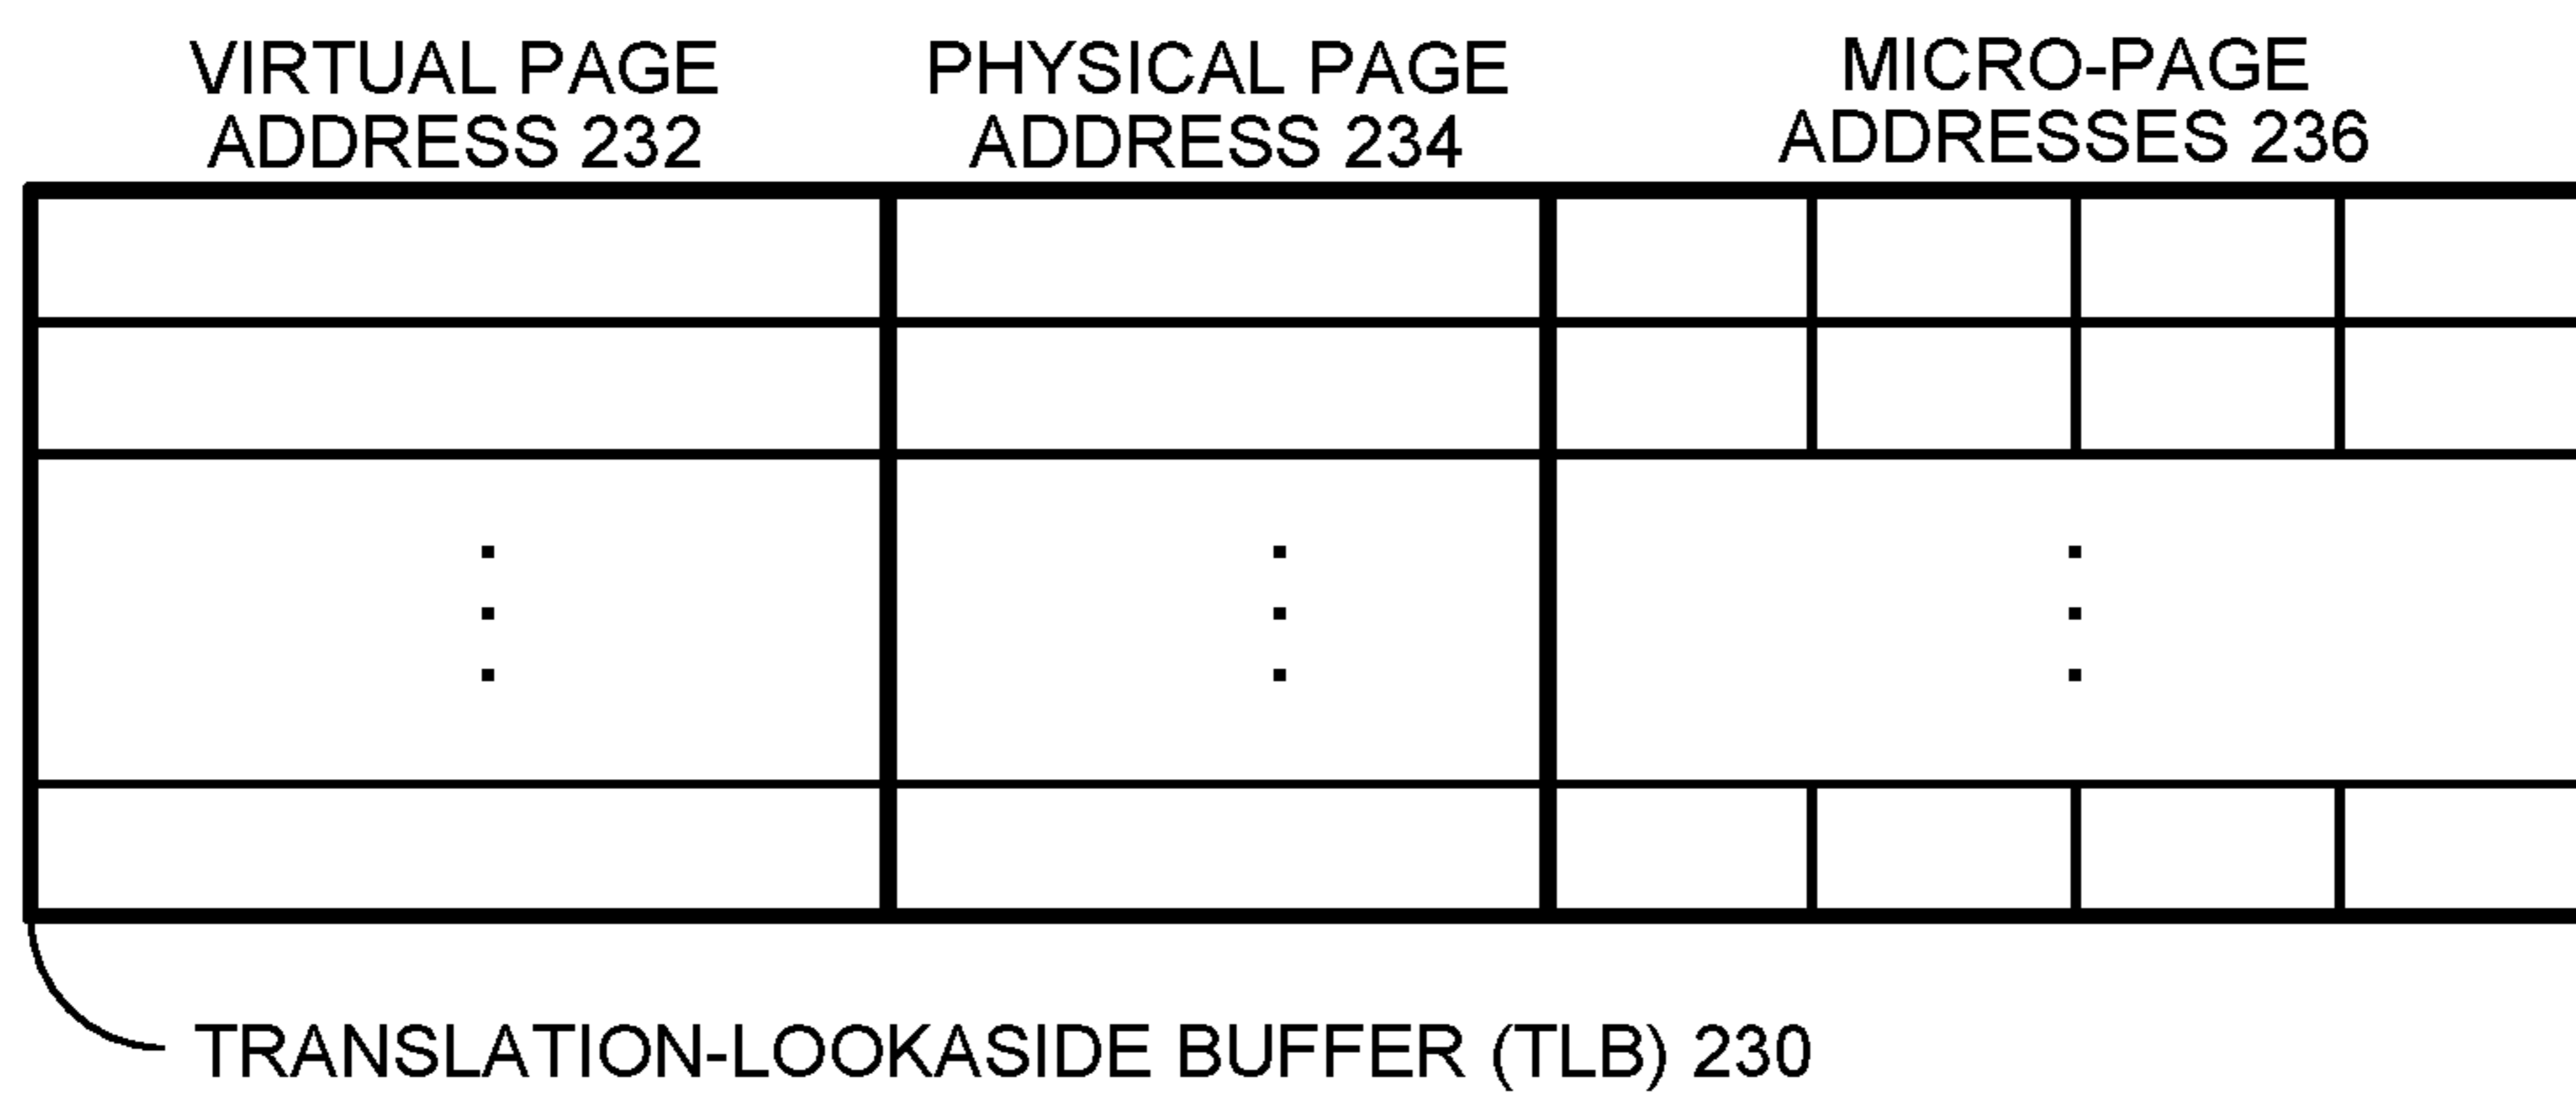 VIRTUAL PAGE
ADDRESS 232
PHYSICAL PAGE
ADDRESS 234
MICRO-PAGE
ADDRESSES 236
TRANSLATION-LOOKASIDE BUFFER (TLB) 230